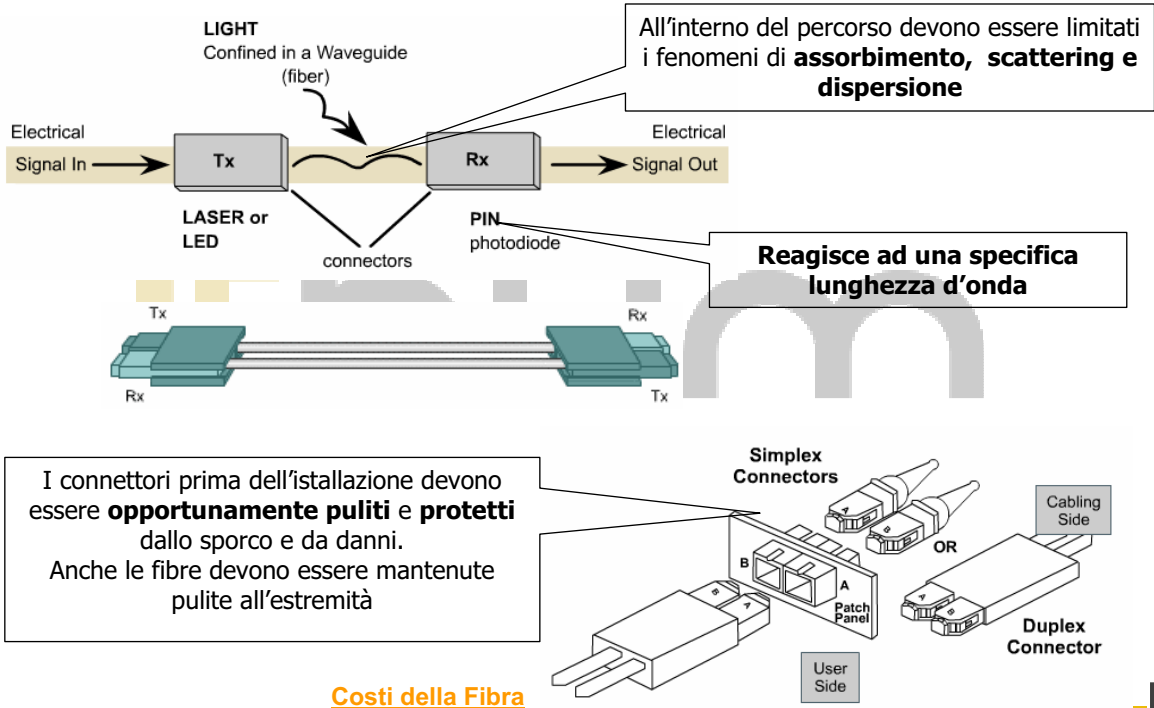 LIGHT
Confined in a Waveguide
(fiber)
All'interno del percorso devono essere limitati
i fenomeni di assorbimento, scattering e
dispersione
Electrical
Signal In
Tx
Rx
Electrical
Signal Out
LASER or
LED
connectors
PIN
photodiode
Reagisce ad una specifica
lunghezza d'onda
Tx
Rx
Rx
Tx
I connettori prima dell'istallazione devono
essere opportunamente puliti e protetti
dallo sporco e da danni.
Anche le fibre devono essere mantenute
pulite all'estremità
Simplex
Connectors
A
B
OR
Cabling
Side
B
A
Patch
Panel
A
B
B
A
Duplex
Connector
User
Side
Costi della Fibra